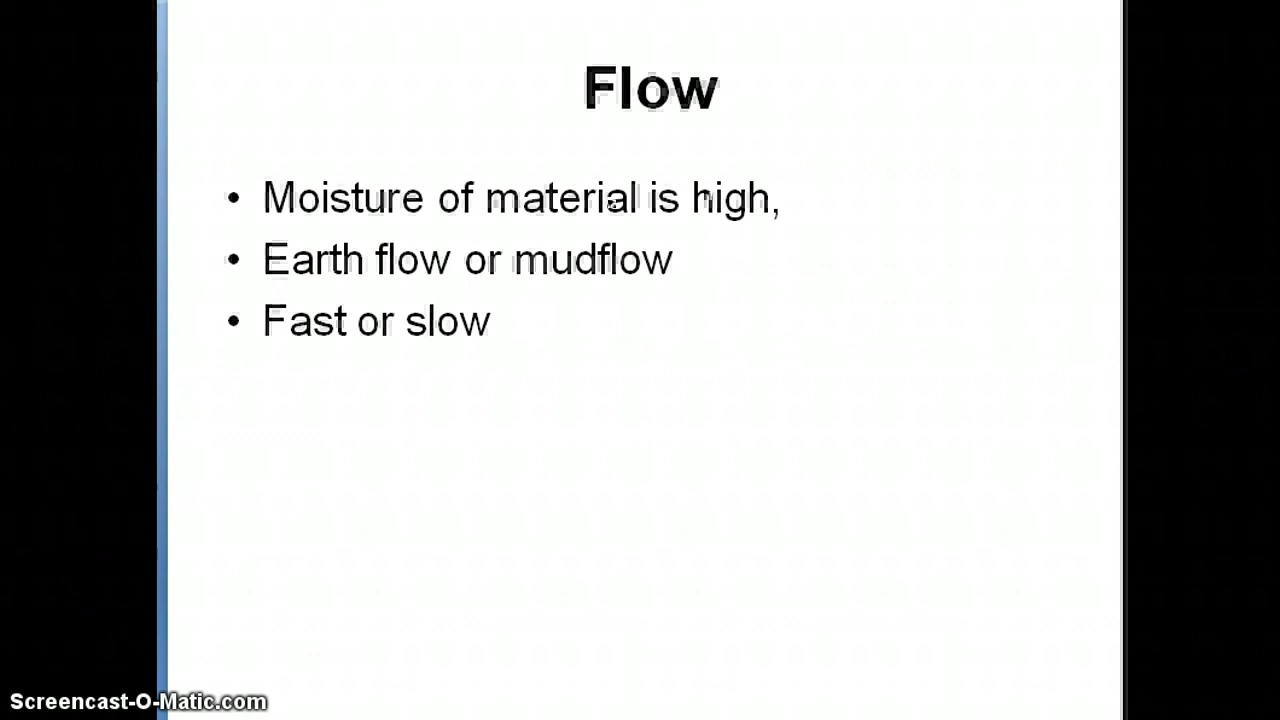 Flow
• Moisture of material is high,
• Earth flow or mudflow
• Fast or slow
Screencast-O-Matic.com